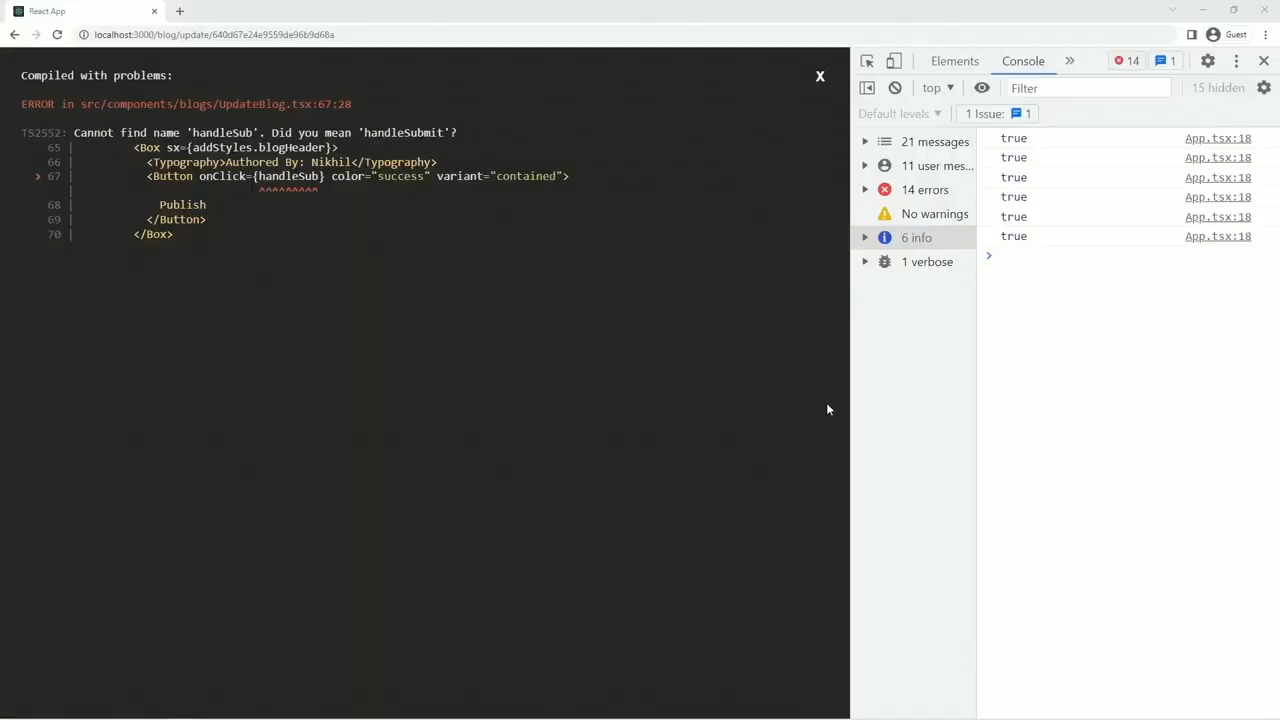 React App
localhost:3000/blog/update/640d67e24e9559de96b9d68a
Guest
Compiled with problems:
X
ERROR in src/components/blogs/UpdateBlog.tsx:67:28
TS2552: Cannot find name 'handleSub'. Did you mean 'handleSubmit'?
65 | <Box sx={addStyles.blogHeader}>
66 | <Typography>Authored By: Nikhil</Typography>
> 67 | <Button onClick={handleSub} color="success" variant="contained">
| ^^^^^^^^^
68 | Publish
69 | </Button>
70 | </Box>
Elements
Console
14
1
top
Filter
15 hidden
Default levels
1 Issue: 1
21 messages
11 user mes...
14 errors
No warnings
6 info
1 verbose
true App.tsx:18
true App.tsx:18
true App.tsx:18
true App.tsx:18
true App.tsx:18
true App.tsx:18